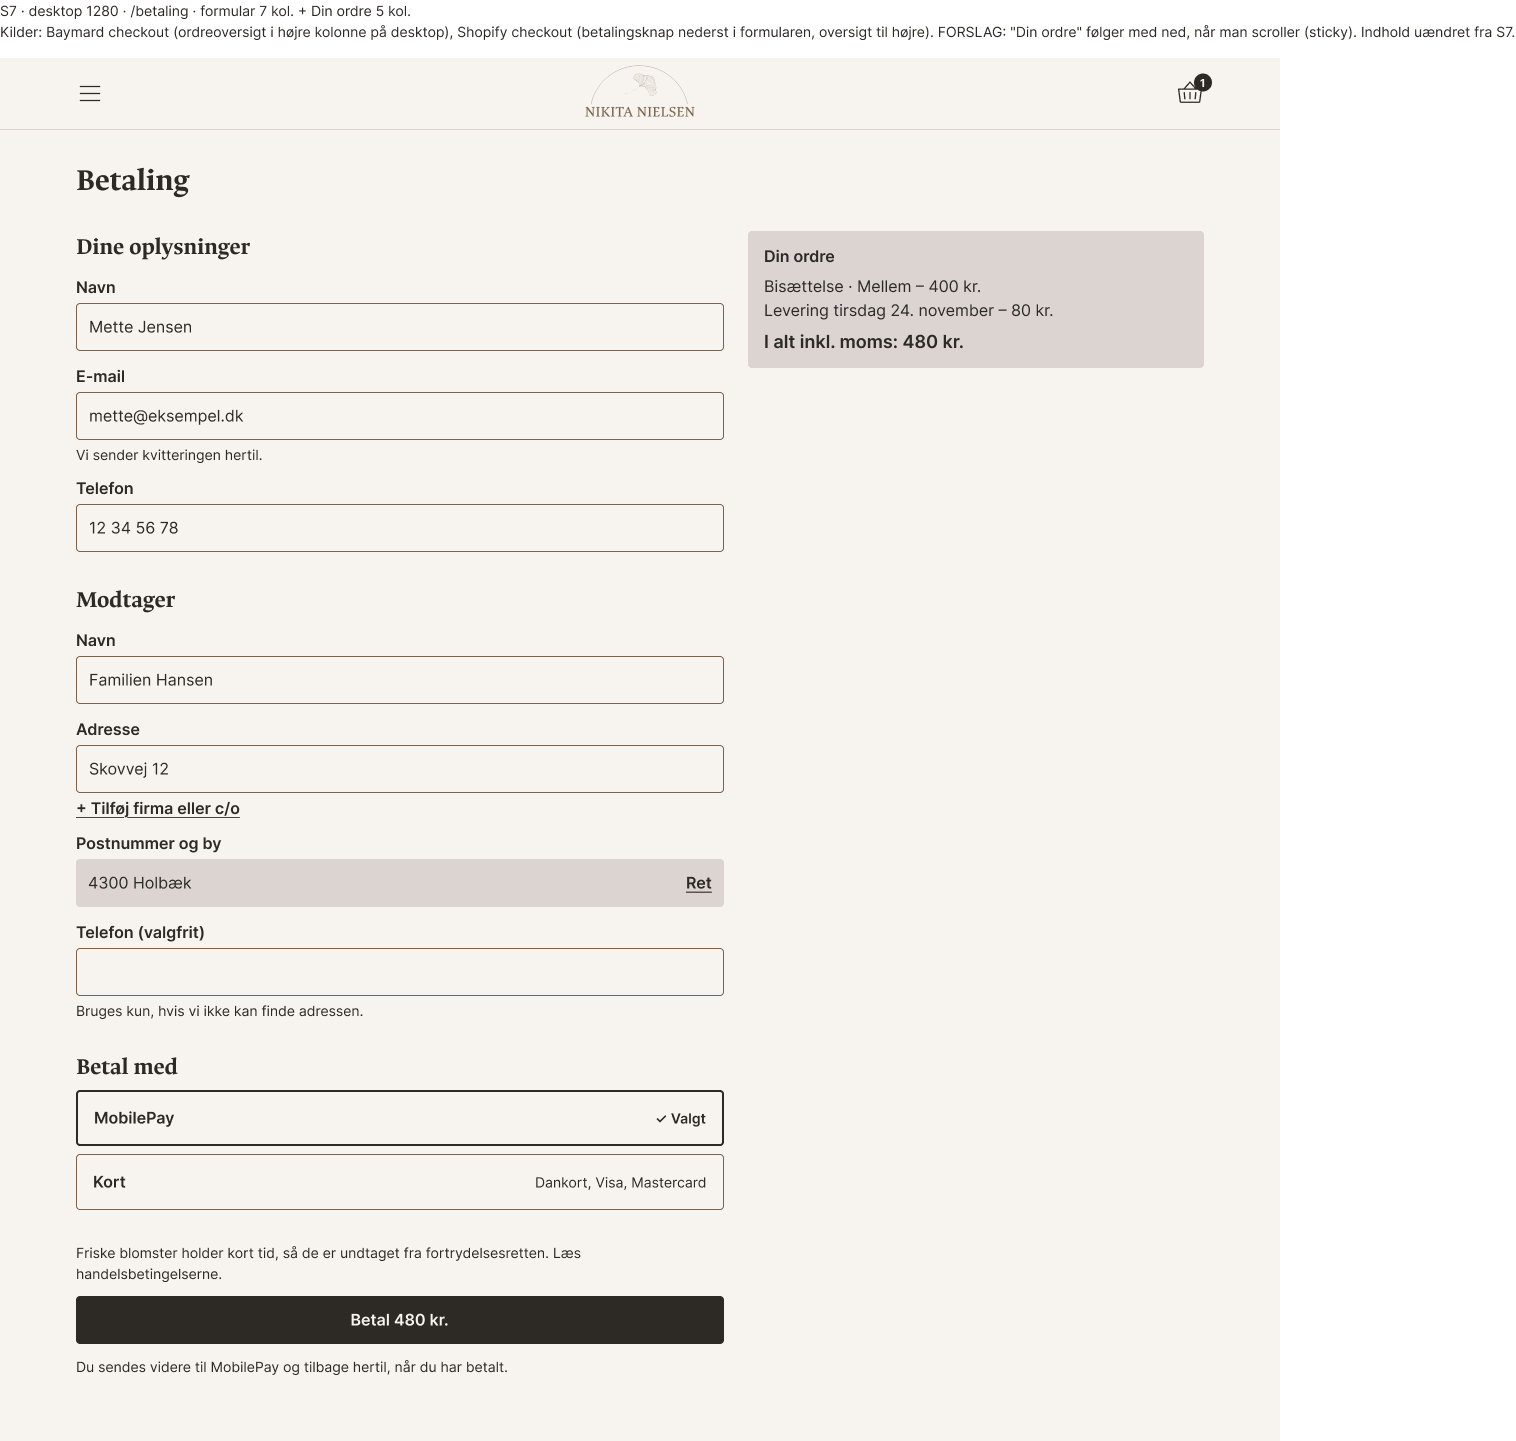 S7 · desktop 1280 · /betaling · formular 7 kol. + Din ordre 5 kol.
Kilder: Baymard checkout (ordreoversigt i højre kolonne på desktop), Shopify checkout (betalingsknap nederst i formularen, oversigt til højre). FORSLAG: "Din ordre" følger med ned, når man scroller (sticky). Indhold uændret fra S7.
NIKITA NIELSEN
1
Betaling
Dine oplysninger
Navn
Mette Jensen
E-mail
mette@eksempel.dk
Vi sender kvitteringen hertil.
Telefon
12 34 56 78
Modtager
Navn
Familien Hansen
Adresse
Skovvej 12
+ Tilføj firma eller c/o
Postnummer og by
4300 Holbæk
Ret
Telefon (valgfrit)
Bruges kun, hvis vi ikke kan finde adressen.
Betal med
MobilePay
✓ Valgt
Kort
Dankort, Visa, Mastercard
Friske blomster holder kort tid, så de er undtaget fra fortrydelsesretten. Læs
handelsbetingelserne.
Betal 480 kr.
Du sendes videre til MobilePay og tilbage hertil, når du har betalt.
Din ordre
Bisættelse · Mellem – 400 kr.
Levering tirsdag 24. november – 80 kr.
I alt inkl. moms: 480 kr.